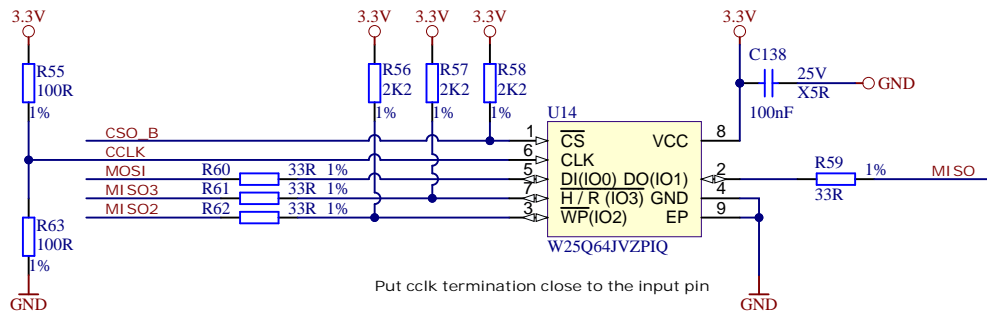 3.3V
3.3V
3.3V
3.3V
3.3V
R55
100R
1%
R56
2K2
1%
R57
2K2
1%
R58
2K2
1%
C138
25V
X5R
100nF
GND
U14
CSO_B
1
CS
VCC
8
CCLK
6
CLK
MOSI
R60
33R 1%
5
DI(IO0)
DO(IO1)
2
R59
1%
33R
MISO
MISO3
R61
33R 1%
7
H / R (IO3)
GND
4
MISO2
R62
33R 1%
3
WP(IO2)
EP
9
R63
100R
1%
W25Q64JVZPIQ
Put cclk termination close to the input pin
GND
GND